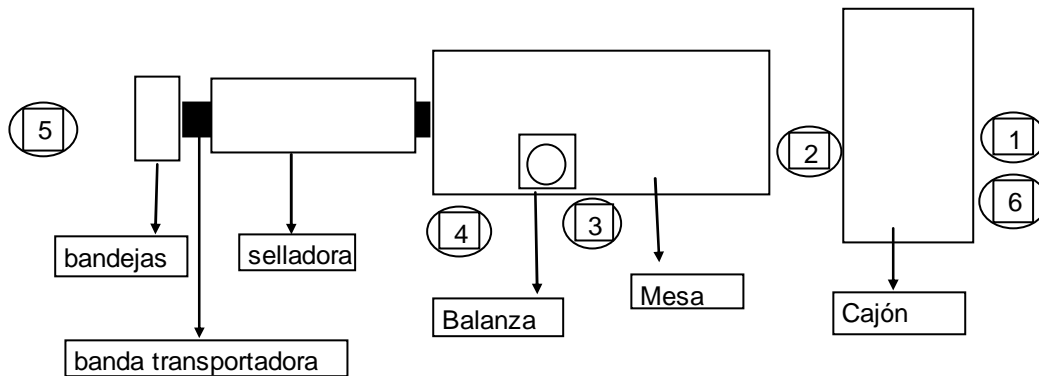 5
1
2
6
4
3
bandejas
selladora
Balanza
Mesa
Cajón
banda transportadora